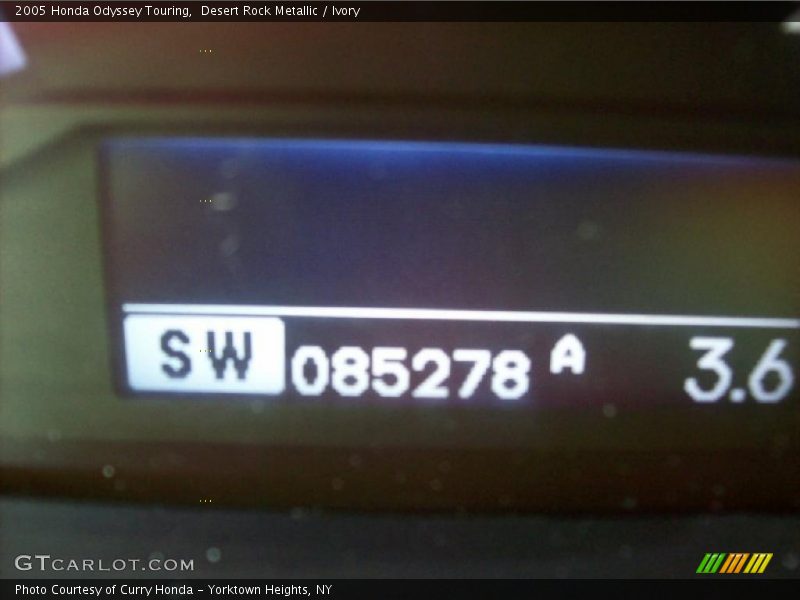 2005 Honda Odyssey Touring,  Desert Rock Metallic / Ivory
SW 085278 A 3.6
GTCARLOT.COM
Photo Courtesy of Curry Honda - Yorktown Heights, NY